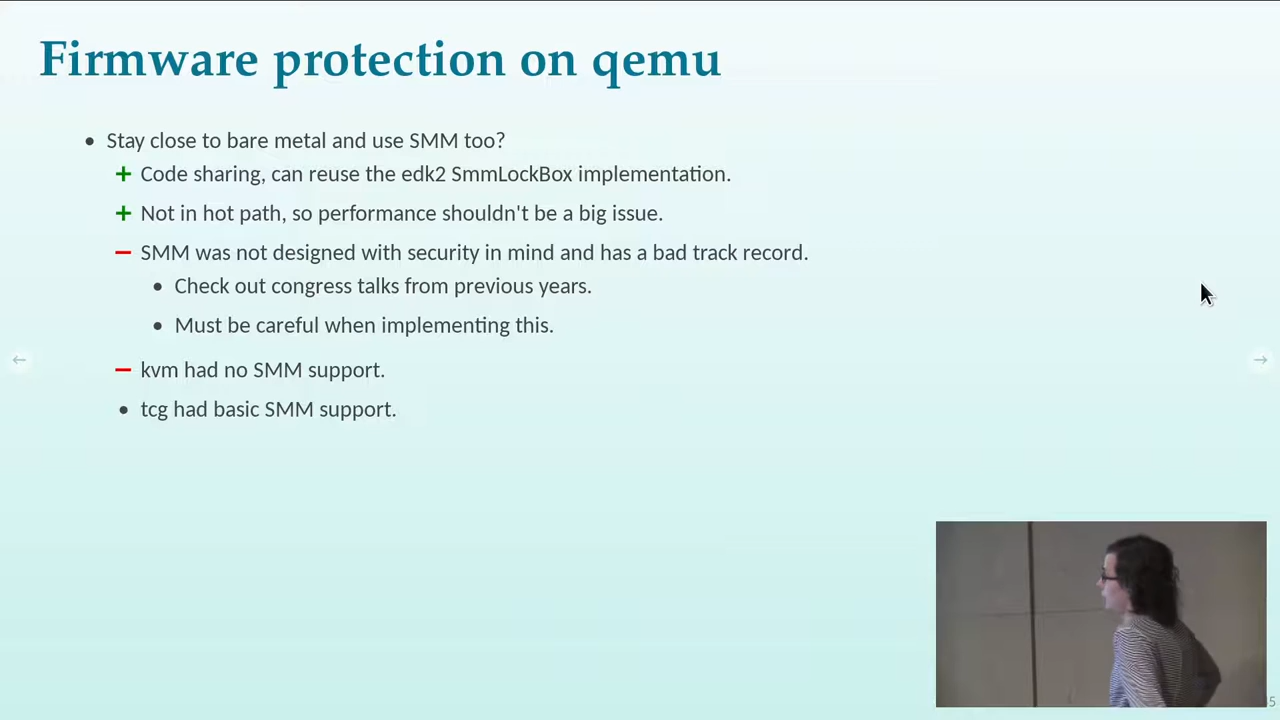 Firmware protection on qemu
• Stay close to bare metal and use SMM too?
+ Code sharing, can reuse the edk2 SmmLockBox implementation.
+ Not in hot path, so performance shouldn't be a big issue.
− SMM was not designed with security in mind and has a bad track record.
• Check out congress talks from previous years.
• Must be careful when implementing this.
− kvm had no SMM support.
• tcg had basic SMM support.
←
→
5